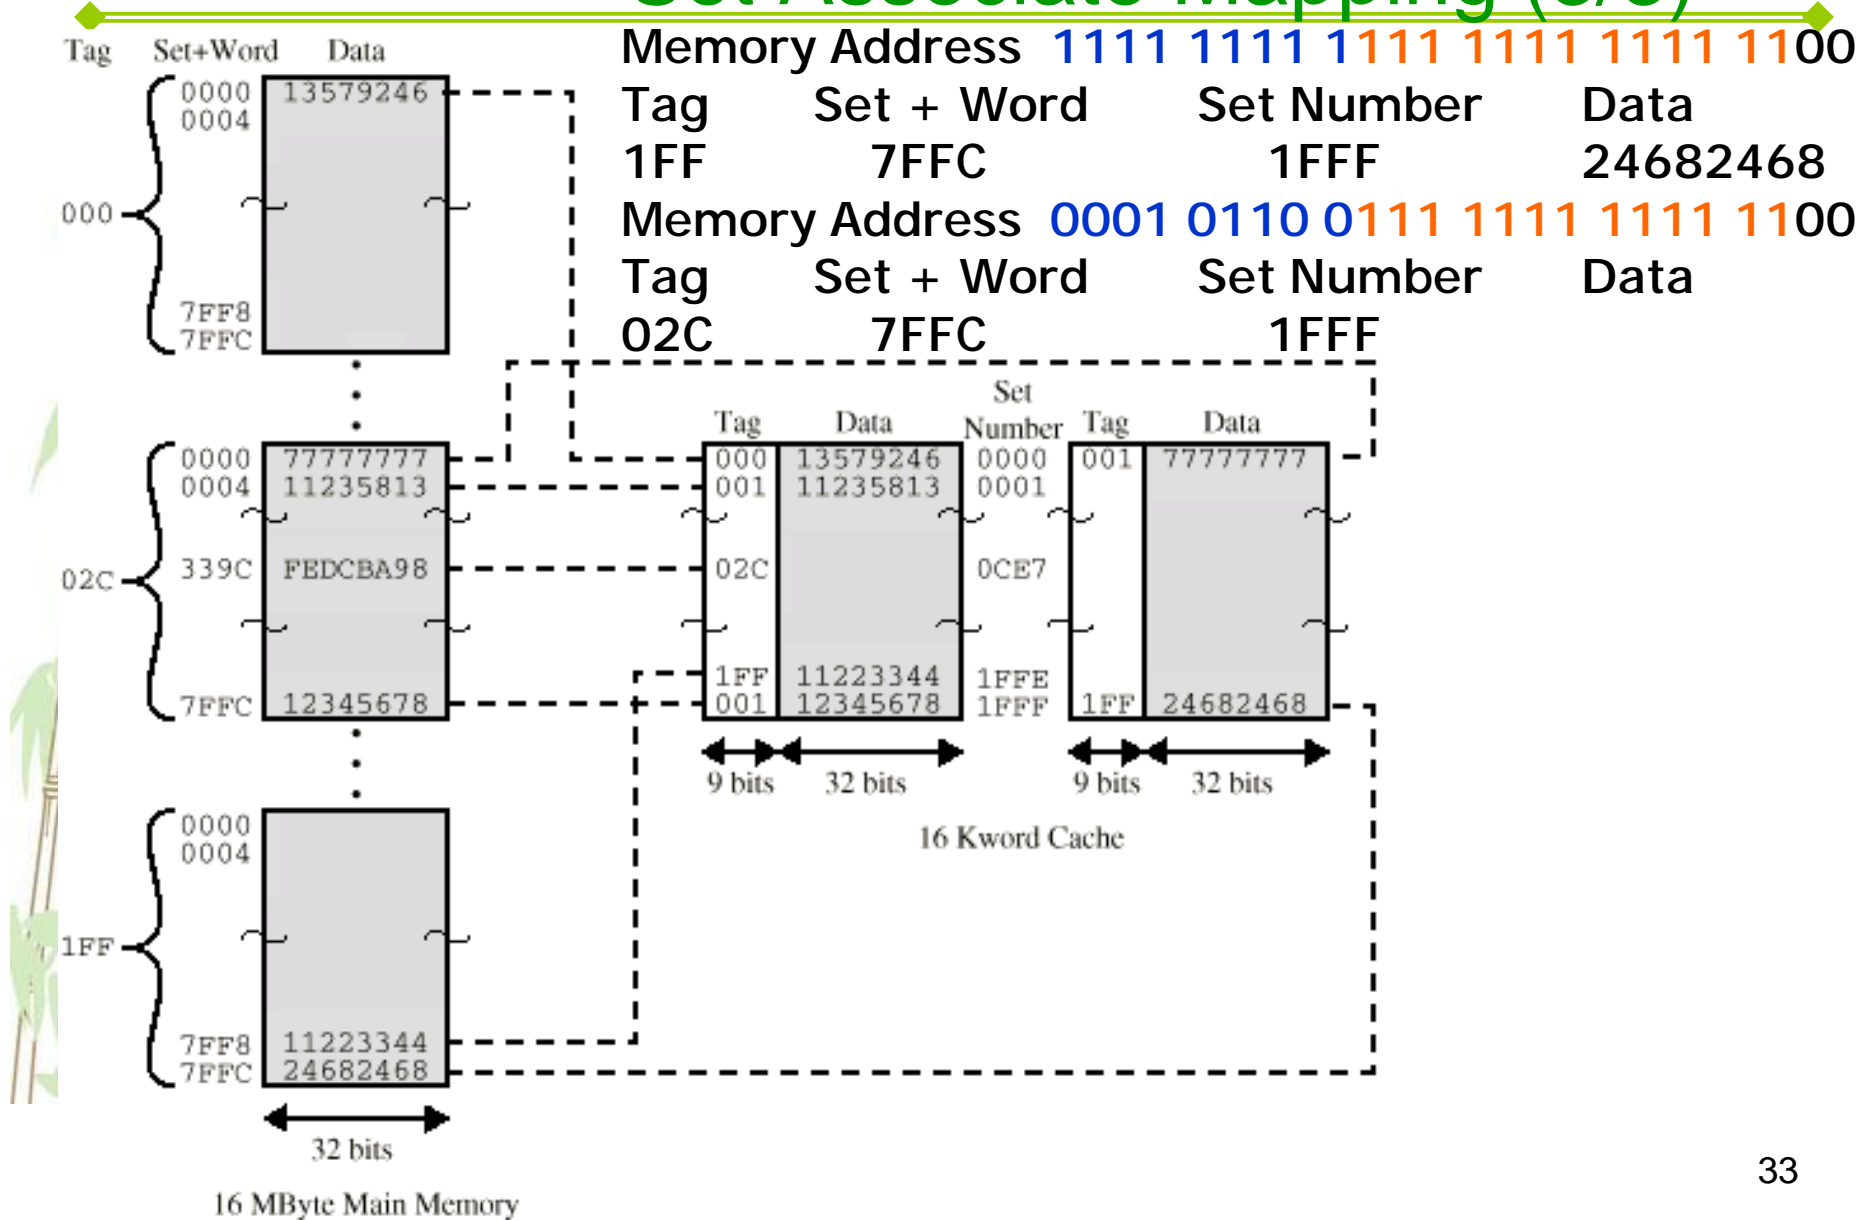 Set Associate Mapping (3/3)
Memory Address 1111 1111 1111 1111 1111 1100
Tag Set + Word Set Number Data
1FF 7FFC 1FFF 24682468
Memory Address 0001 0110 0111 1111 1111 1100
Tag Set + Word Set Number Data
02C 7FFC 1FFF
Tag Set+Word Data
0000 13579246
0004
000
7FF8
7FFC
0000 77777777
0004 11235813
02C
339C FEDCBA98
7FFC 12345678
0000
0004
1FF
7FF8 11223344
7FFC 24682468
32 bits
16 MByte Main Memory
Tag Data Set Number Tag Data
000 13579246 0000 001 77777777
001 11235813 0001
02C 0CE7
1FF 11223344 1FFE
001 12345678 1FFF 1FF 24682468
9 bits 32 bits 9 bits 32 bits
16 Kword Cache
33